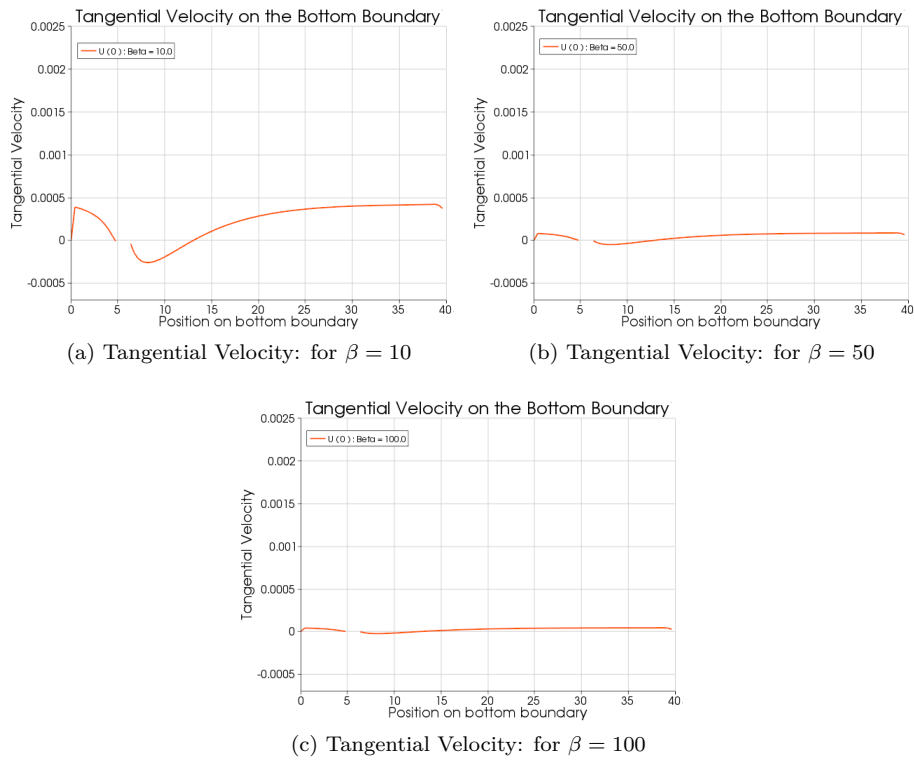 Tangential Velocity on the Bottom Boundary
U ( 0 ) : Beta = 10.0
Tangential Velocity
0.0025
0.002
0.0015
0.001
0.0005
0
-0.0005
0 5 10 15 20 25 30 35 40
Position on bottom boundary
(a) Tangential Velocity: for β = 10
Tangential Velocity on the Bottom Boundary
U ( 0 ) : Beta = 50.0
Tangential Velocity
0.0025
0.002
0.0015
0.001
0.0005
0
-0.0005
0 5 10 15 20 25 30 35 40
Position on bottom boundary
(b) Tangential Velocity: for β = 50
Tangential Velocity on the Bottom Boundary
U ( 0 ) : Beta = 100.0
Tangential Velocity
0.0025
0.002
0.0015
0.001
0.0005
0
-0.0005
0 5 10 15 20 25 30 35 40
Position on bottom boundary
(c) Tangential Velocity: for β = 100